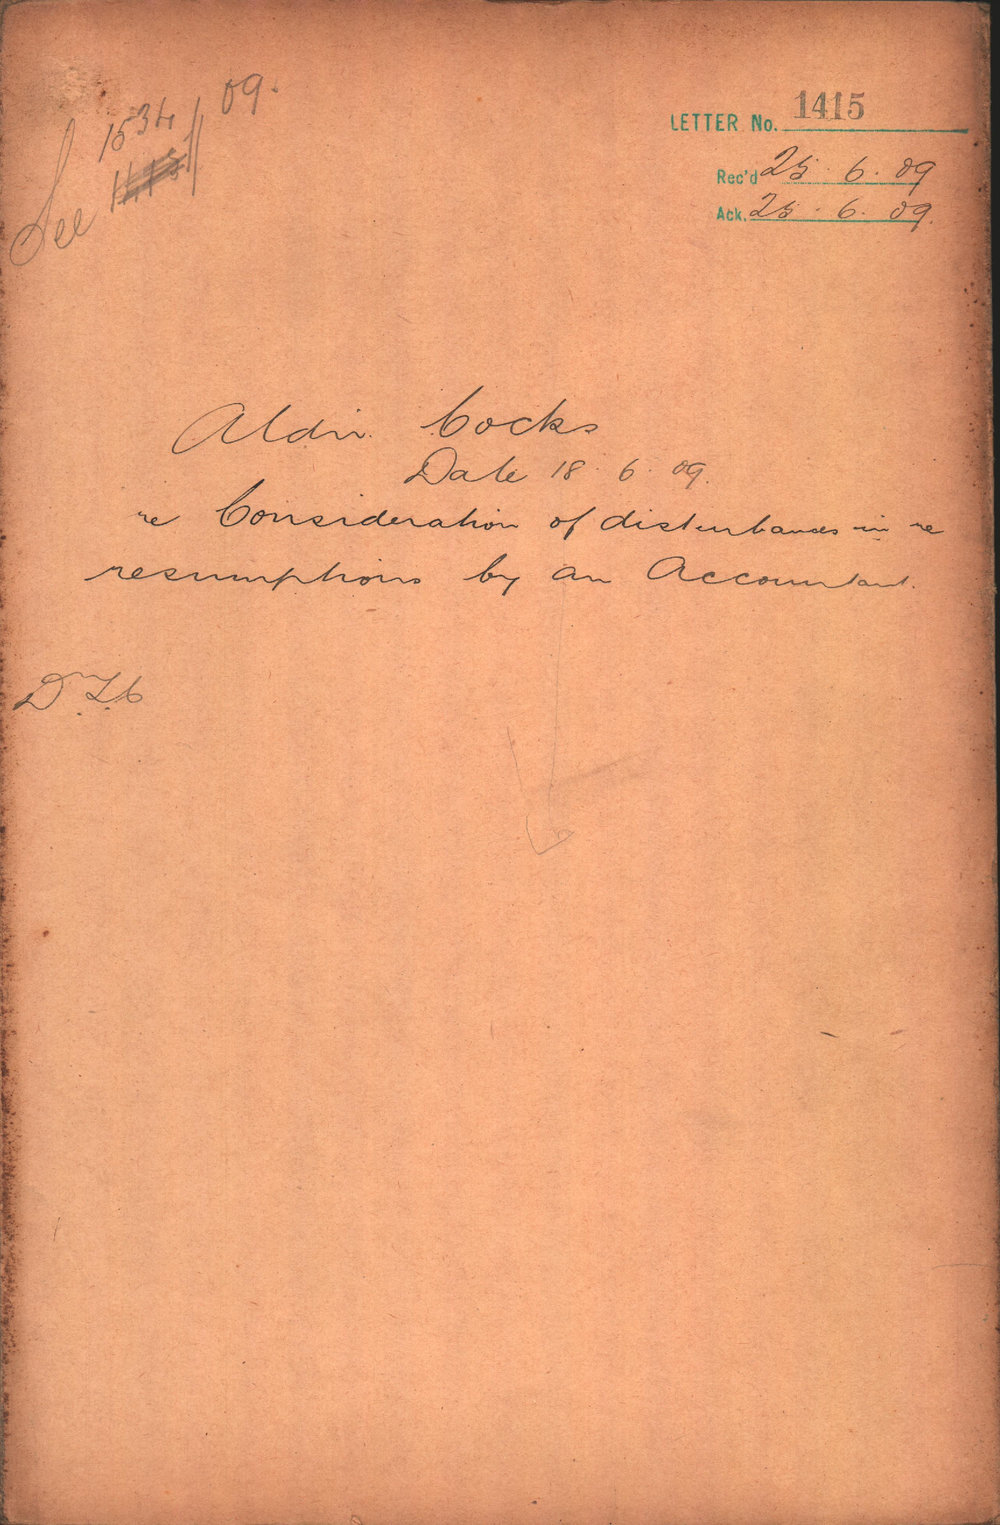 See 1534/09.
LETTER No. 1415
Rec'd 25 . 6 . 09
Ack. 25 . 6 . 09.
Aldn. Cocks
Date 18 . 6 . 09.
re Consideration of disturbances in re
resumptions by an Accountant.